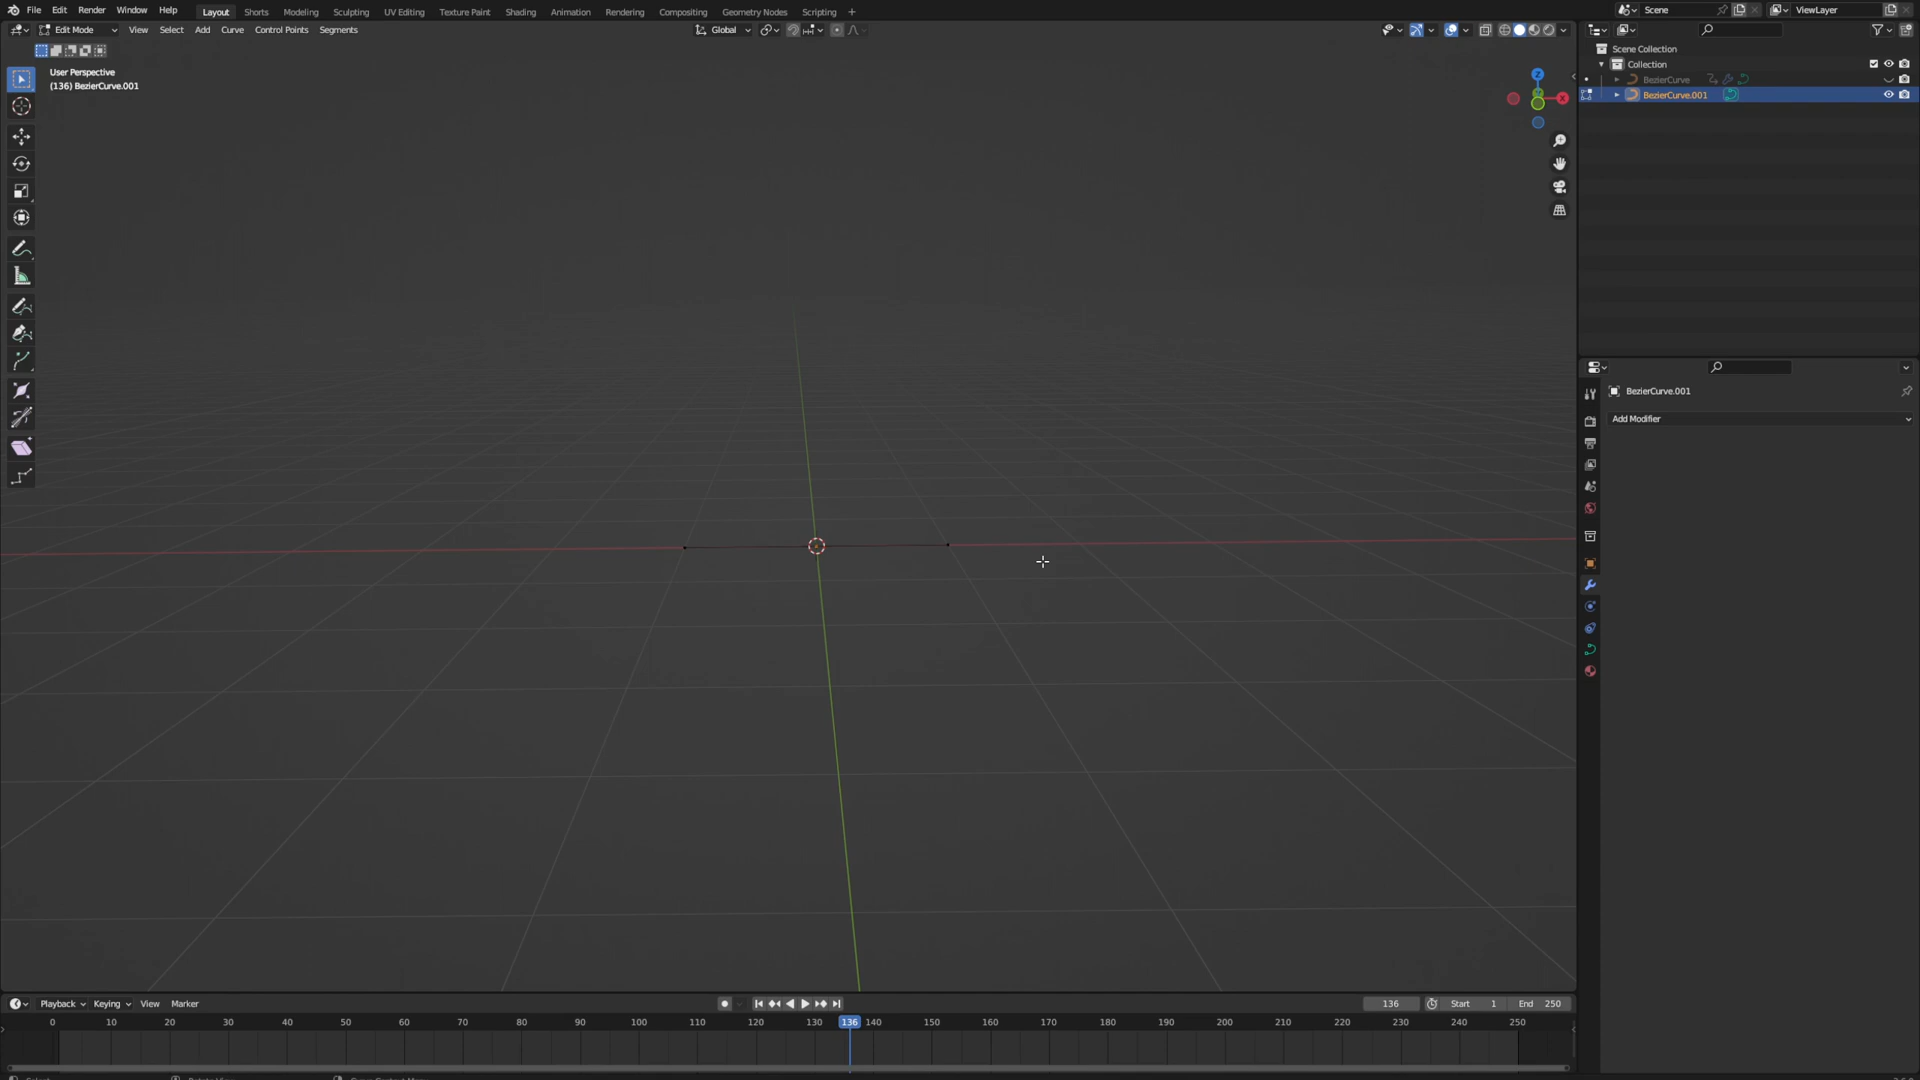 File Edit Render Window Help Layout Shorts Modeling Sculpting UV Editing Texture Paint Shading Animation Rendering Compositing Geometry Nodes Scripting + Scene ViewLayer
Edit Mode View Select Add Curve Control Points Segments Global
User Perspective
(136) BezierCurve.001
Z
X
Scene Collection
Collection
BezierCurve
BezierCurve.001
BezierCurve.001
Add Modifier
Playback Keying View Marker 136 Start 1 End 250
0 10 20 30 40 50 60 70 80 90 100 110 120 130 136 140 150 160 170 180 190 200 210 220 230 240 250